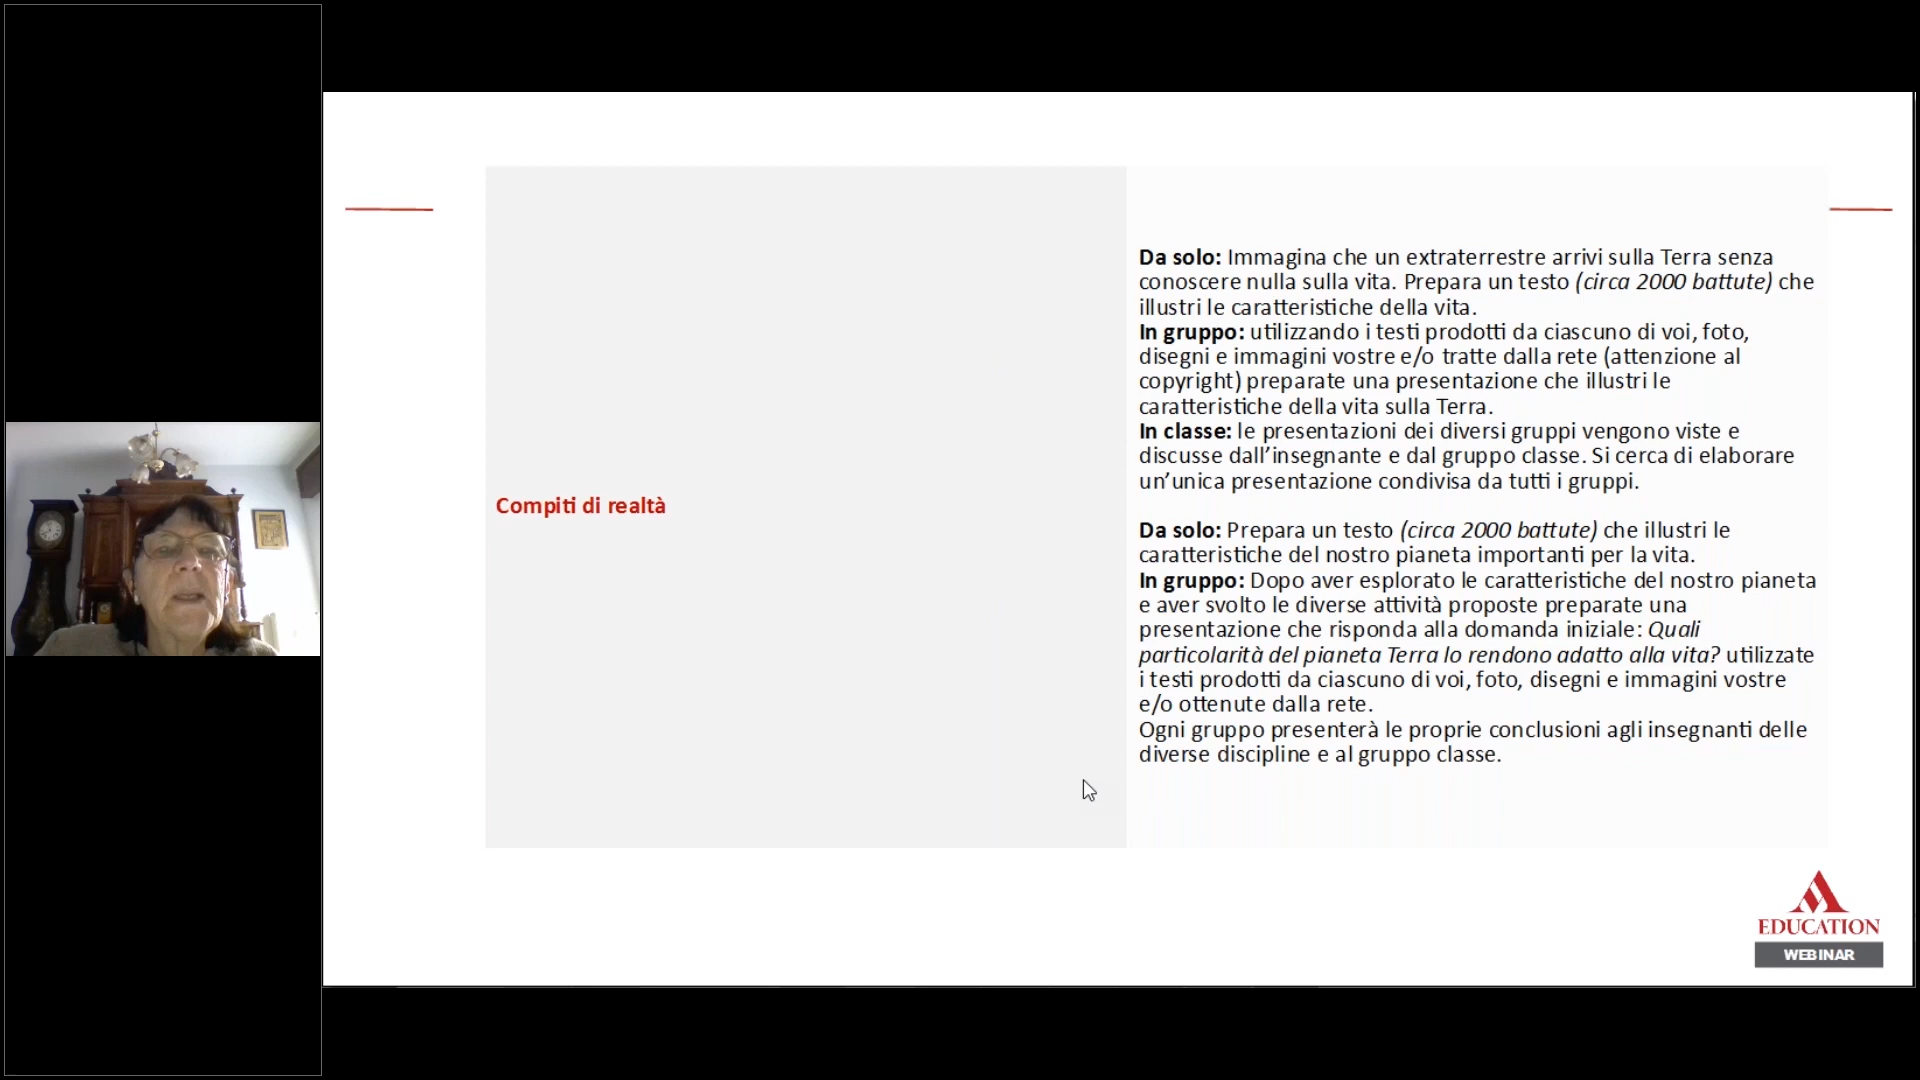 Compiti di realtà
Da solo: Immagina che un extraterrestre arrivi sulla Terra senza
conoscere nulla sulla vita. Prepara un testo (circa 2000 battute) che
illustri le caratteristiche della vita.
In gruppo: utilizzando i testi prodotti da ciascuno di voi, foto,
disegni e immagini vostre e/o tratte dalla rete (attenzione al
copyright) preparate una presentazione che illustri le
caratteristiche della vita sulla Terra.
In classe: le presentazioni dei diversi gruppi vengono viste e
discusse dall’insegnante e dal gruppo classe. Si cerca di elaborare
un’unica presentazione condivisa da tutti i gruppi.
Da solo: Prepara un testo (circa 2000 battute) che illustri le
caratteristiche del nostro pianeta importanti per la vita.
In gruppo: Dopo aver esplorato le caratteristiche del nostro pianeta
e aver svolto le diverse attività proposte preparate una
presentazione che risponda alla domanda iniziale: Quali
particolarità del pianeta Terra lo rendono adatto alla vita? utilizzate
i testi prodotti da ciascuno di voi, foto, disegni e immagini vostre
e/o ottenute dalla rete.
Ogni gruppo presenterà le proprie conclusioni agli insegnanti delle
diverse discipline e al gruppo classe.
EDUCATION
WEBINAR